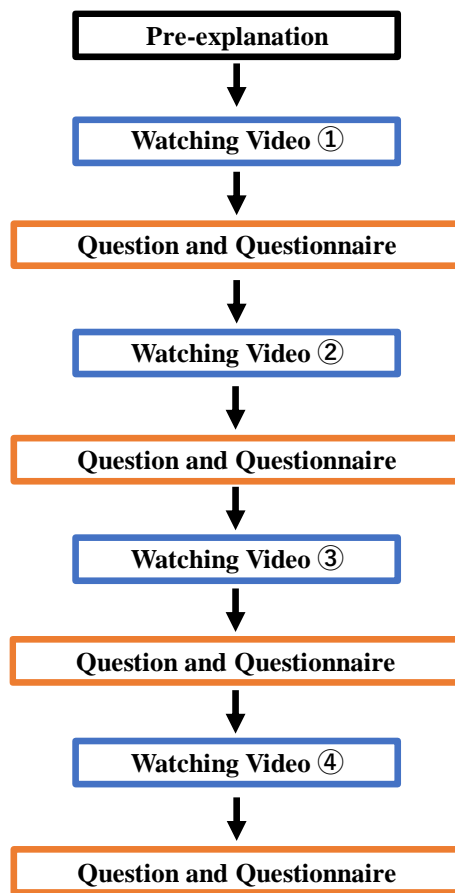 Pre-explanation
Watching Video ①
Question and Questionnaire
Watching Video ②
Question and Questionnaire
Watching Video ③
Question and Questionnaire
Watching Video ④
Question and Questionnaire